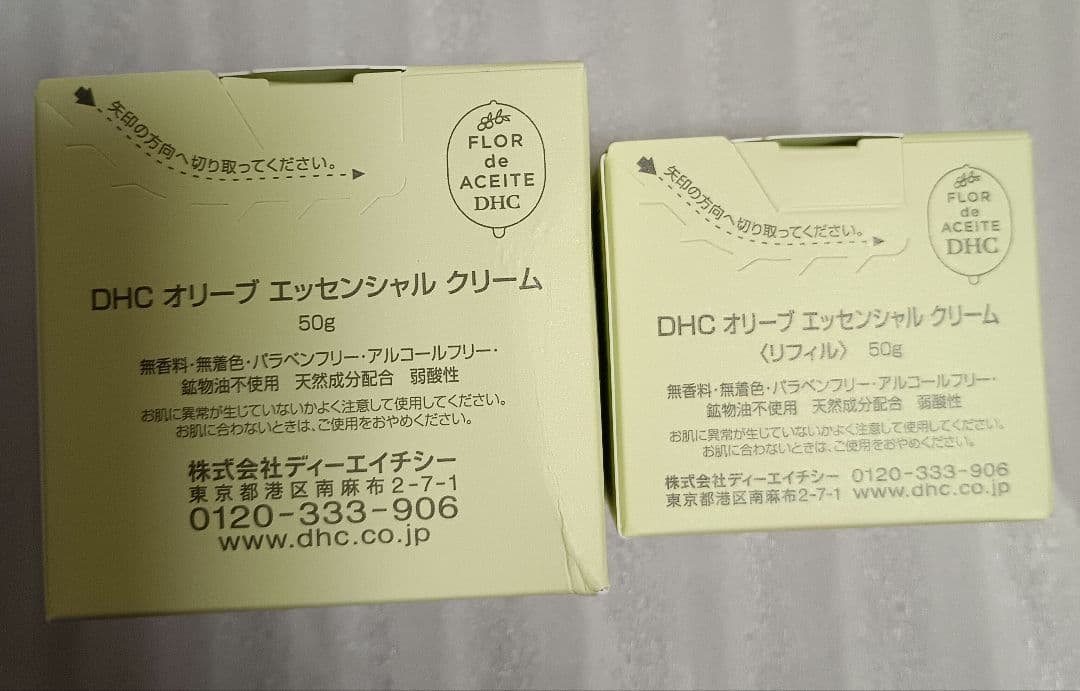 矢印の方向へ切り取ってください。
FLOR
de
ACEITE
DHC
DHC オリーブ エッセンシャル クリーム
50g
無香料・無着色・パラベンフリー・アルコールフリー・
鉱物油不使用 天然成分配合 弱酸性
お肌に異常が生じていないかよく注意して使用してください。
お肌に合わないときは、ご使用をおやめください。
株式会社ディーエイチシー
東京都港区南麻布2-7-1
0120-333-906
www.dhc.co.jp
矢印の方向へ切り取ってください。
FLOR
de
ACEITE
DHC
DHC オリーブ エッセンシャル クリーム
〈リフィル〉 50g
無香料・無着色・パラベンフリー・アルコールフリー・
鉱物油不使用 天然成分配合 弱酸性
お肌に異常が生じていないかよく注意して使用してください。
お肌に合わないときは、ご使用をおやめください。
株式会社ディーエイチシー 0120-333-906
東京都港区南麻布2-7-1 www.dhc.co.jp